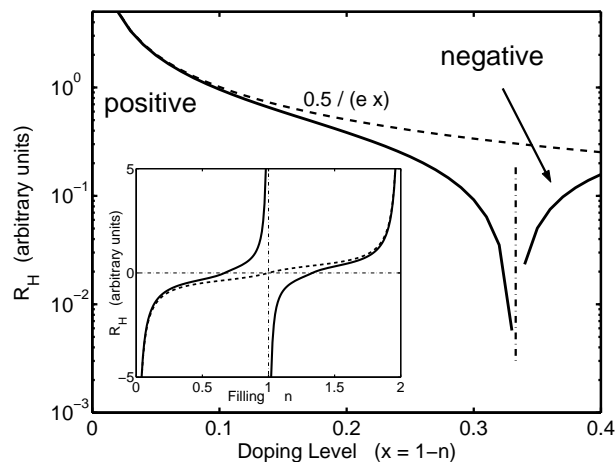 negative
positive
0.5 / (e x)
R_H (arbitrary units)
10^0
10^{-1}
10^{-2}
10^{-3}
0
0.1
0.2
0.3
0.4
Doping Level (x = 1−n)
R_H (arbitrary units)
5
0
−5
0
0.5
1
1.5
2
Filling n